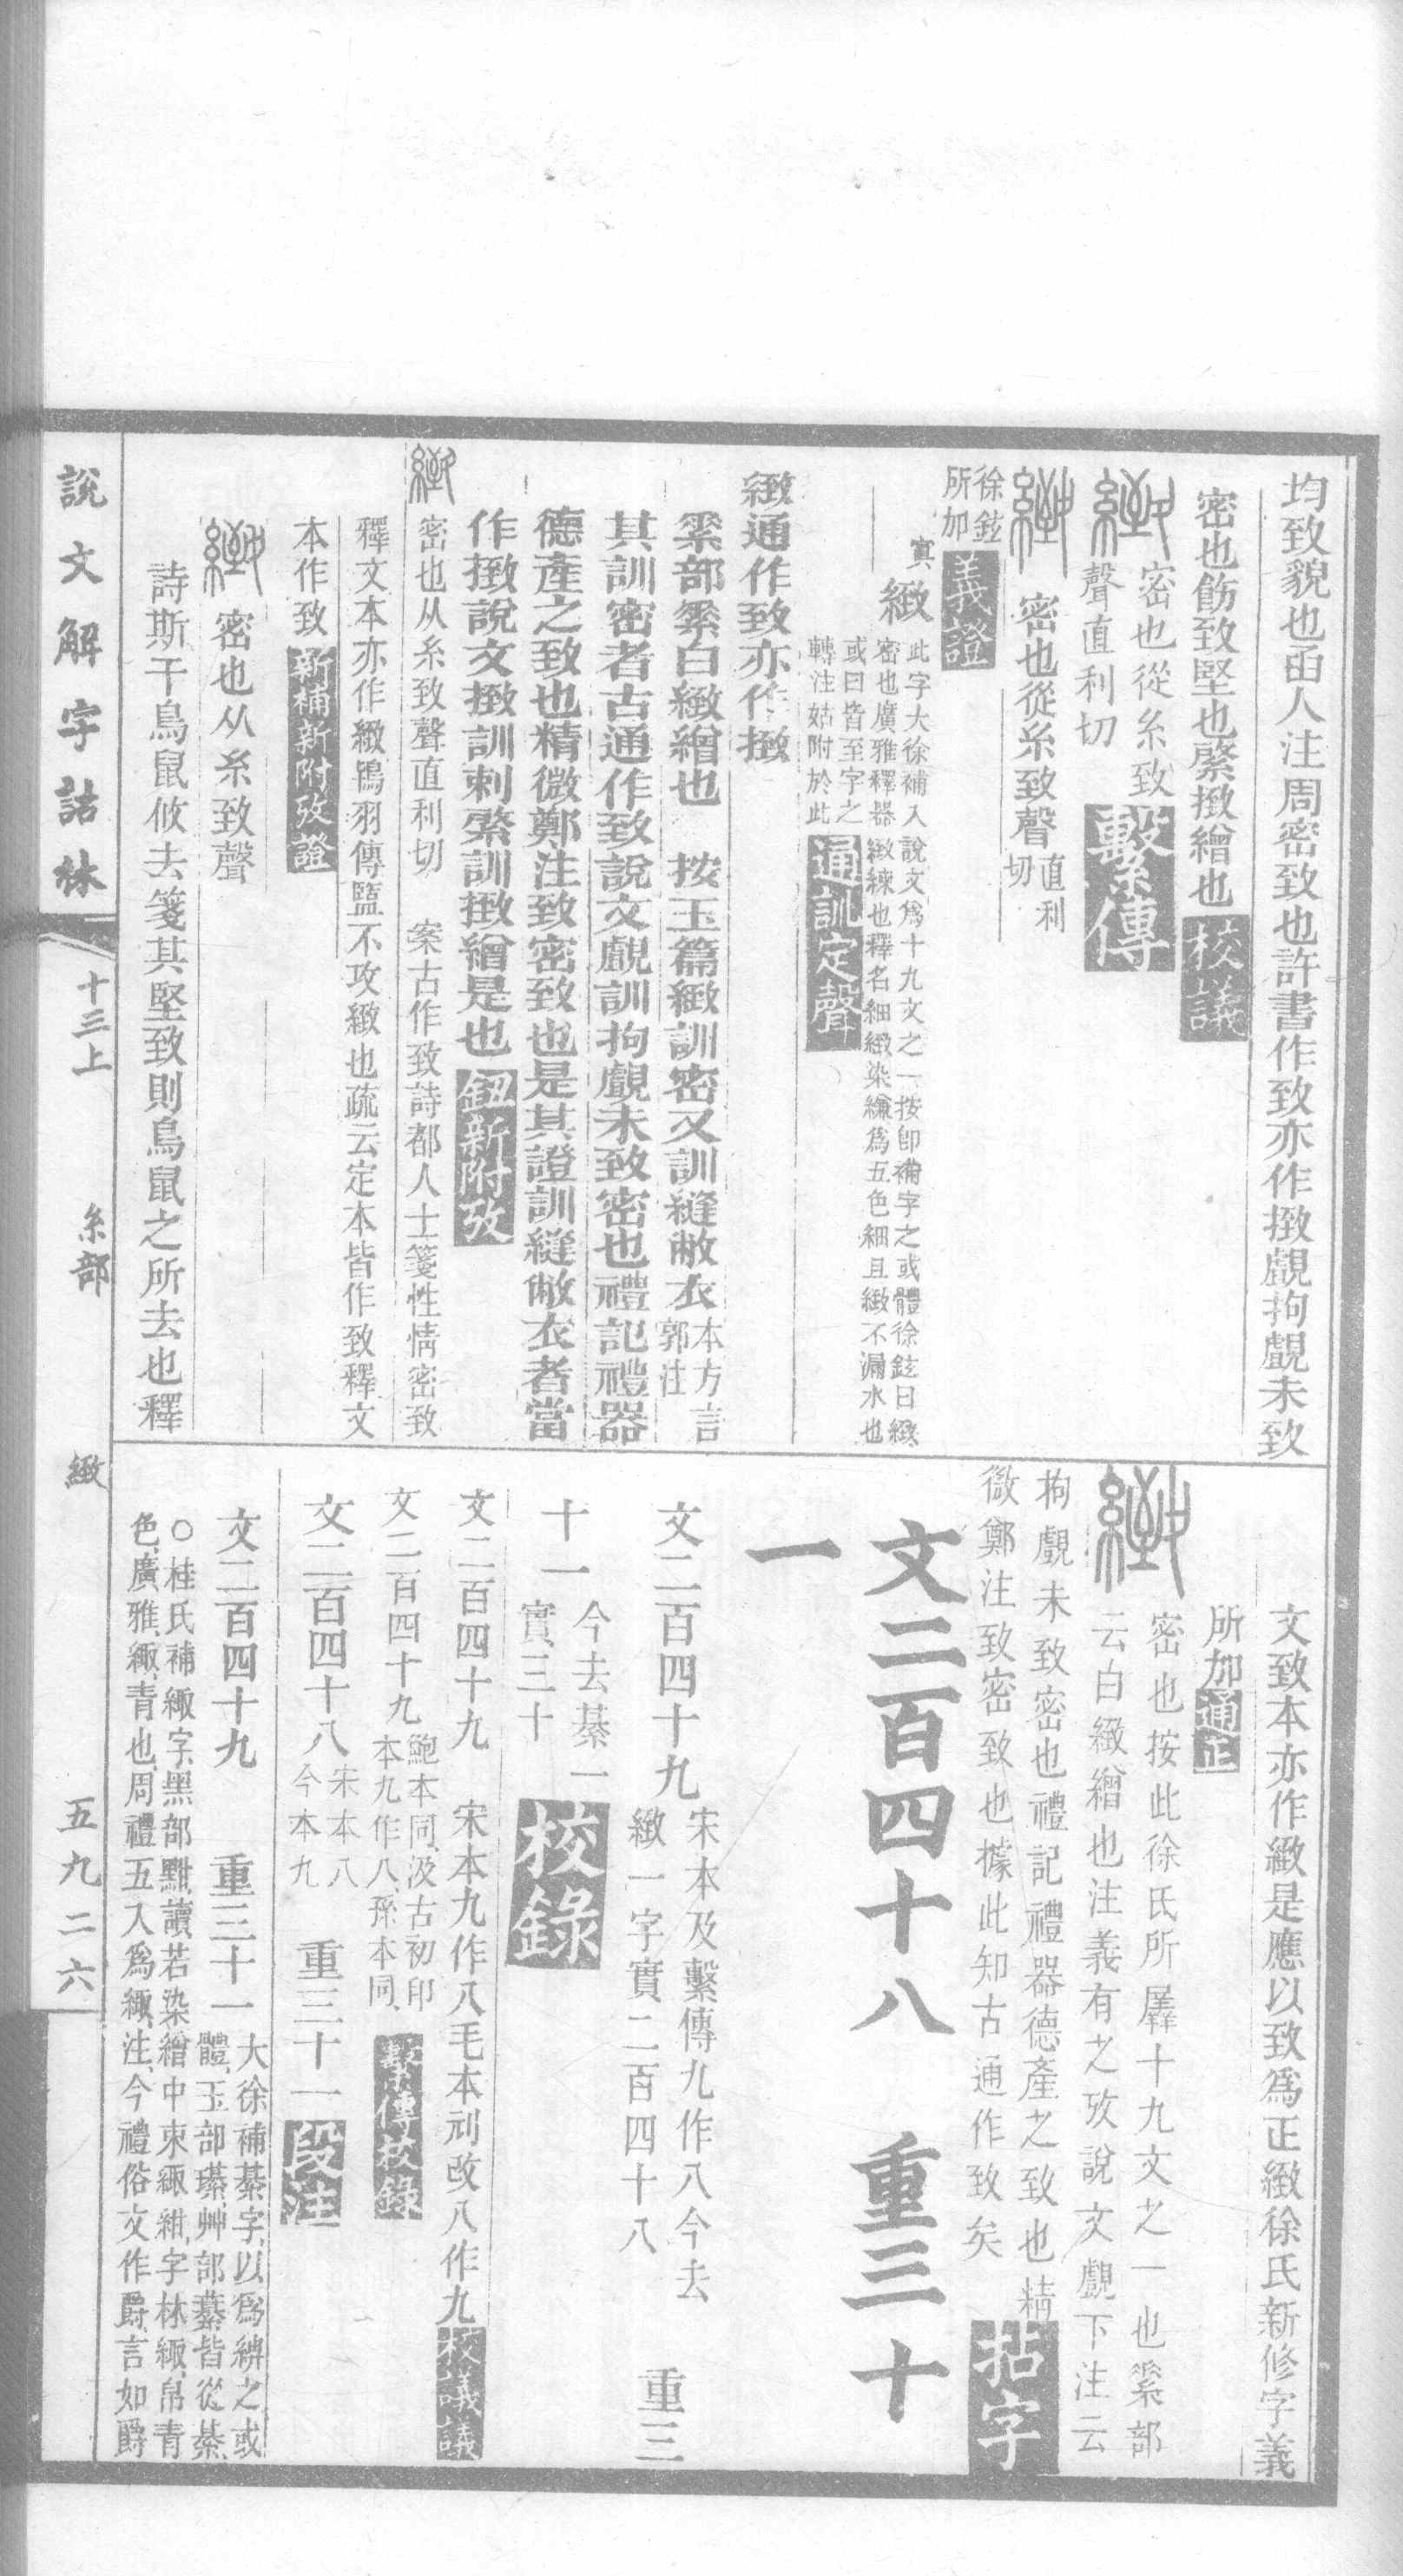 均致貌也函人注周密致也許書作致亦作㨖覰拘覰未致
密也飭致堅也綮㨖繒也 校議
密也從糸致
聲直利切 繫傳
密也從糸致聲 直利
切
徐鉉
所加 義證
緻 此字大徐補入說文爲十九文之一按卽黹字之或體徐鉉曰緻
密也廣雅釋器緻練也釋名細緻染縑爲五色細且緻不漏水也
或曰皆至字之
轉注姑附於此 通訓定聲
緻通作致亦作㨖
系部綮白緻繒也 按玉篇緻訓密又訓縫敝衣 本方言
郭注
其訓密者古通作致說文覰訓拘覰未致密也禮記禮器
德產之致也精微鄭注致密致也是其證訓縫敝衣者當
作㨖說文㨖訓刺綮訓㨖繒是也 鈕新附攷
密也从糸致聲直利切 案古作致詩都人士箋性情密致
釋文本亦作緻鴇羽傳盬不攻緻也疏云定本皆作致釋文
本作致 新補新附攷證
密也从糸致聲
詩斯干鳥鼠攸去箋其堅致則鳥鼠之所去也釋
文致本亦作緻是應以致爲正緻徐氏新修字義
所加 通正
密也按此徐氏所羼十九文之一也系部
云白緻繒也注義有之攷說文覰下注云
拘覰未致密也禮記禮器德產之致也精
微鄭注致密致也據此知古通作致矣 拈字
文二百四十八 重三十
一
文二百四十九 宋本及繫傳九作八今去
緻一字實二百四十八 重三
十一 今去綦一
實三十 校錄
文二百四十九 宋本九作八毛本刓改八作九 校議議
文二百四十九 鮑本同汲古初印
本九作八孫本同 繫傳校錄
文二百四十八 宋本八
今本九 重三十一 段注
文二百四十九 重三十一 大徐補綦字以爲綥之或
體玉部璂艸部藄皆從綦
○桂氏補緅字黑部黚讀若染繒中束緅紺字林緅帛青
色廣雅緅青也周禮五入爲緅注今禮俗文作爵言如爵
說文解字詁林
十三上
糸部
緻
五九二六